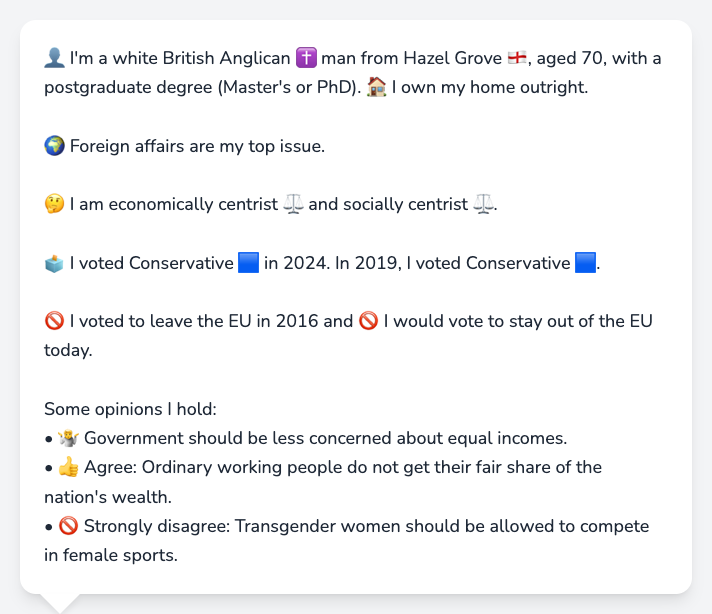 👤 I'm a white British Anglican ✝️ man from Hazel Grove 🏴󠁧󠁢󠁥󠁮󠁧󠁿, aged 70, with a
postgraduate degree (Master's or PhD). 🏠 I own my home outright.
🌍 Foreign affairs are my top issue.
🤔 I am economically centrist ⚖️ and socially centrist ⚖️.
🗳️ I voted Conservative 🟦 in 2024. In 2019, I voted Conservative 🟦.
🚫 I voted to leave the EU in 2016 and 🚫 I would vote to stay out of the EU
today.
Some opinions I hold:
• 🤷 Government should be less concerned about equal incomes.
• 👍 Agree: Ordinary working people do not get their fair share of the
nation's wealth.
• 🚫 Strongly disagree: Transgender women should be allowed to compete
in female sports.